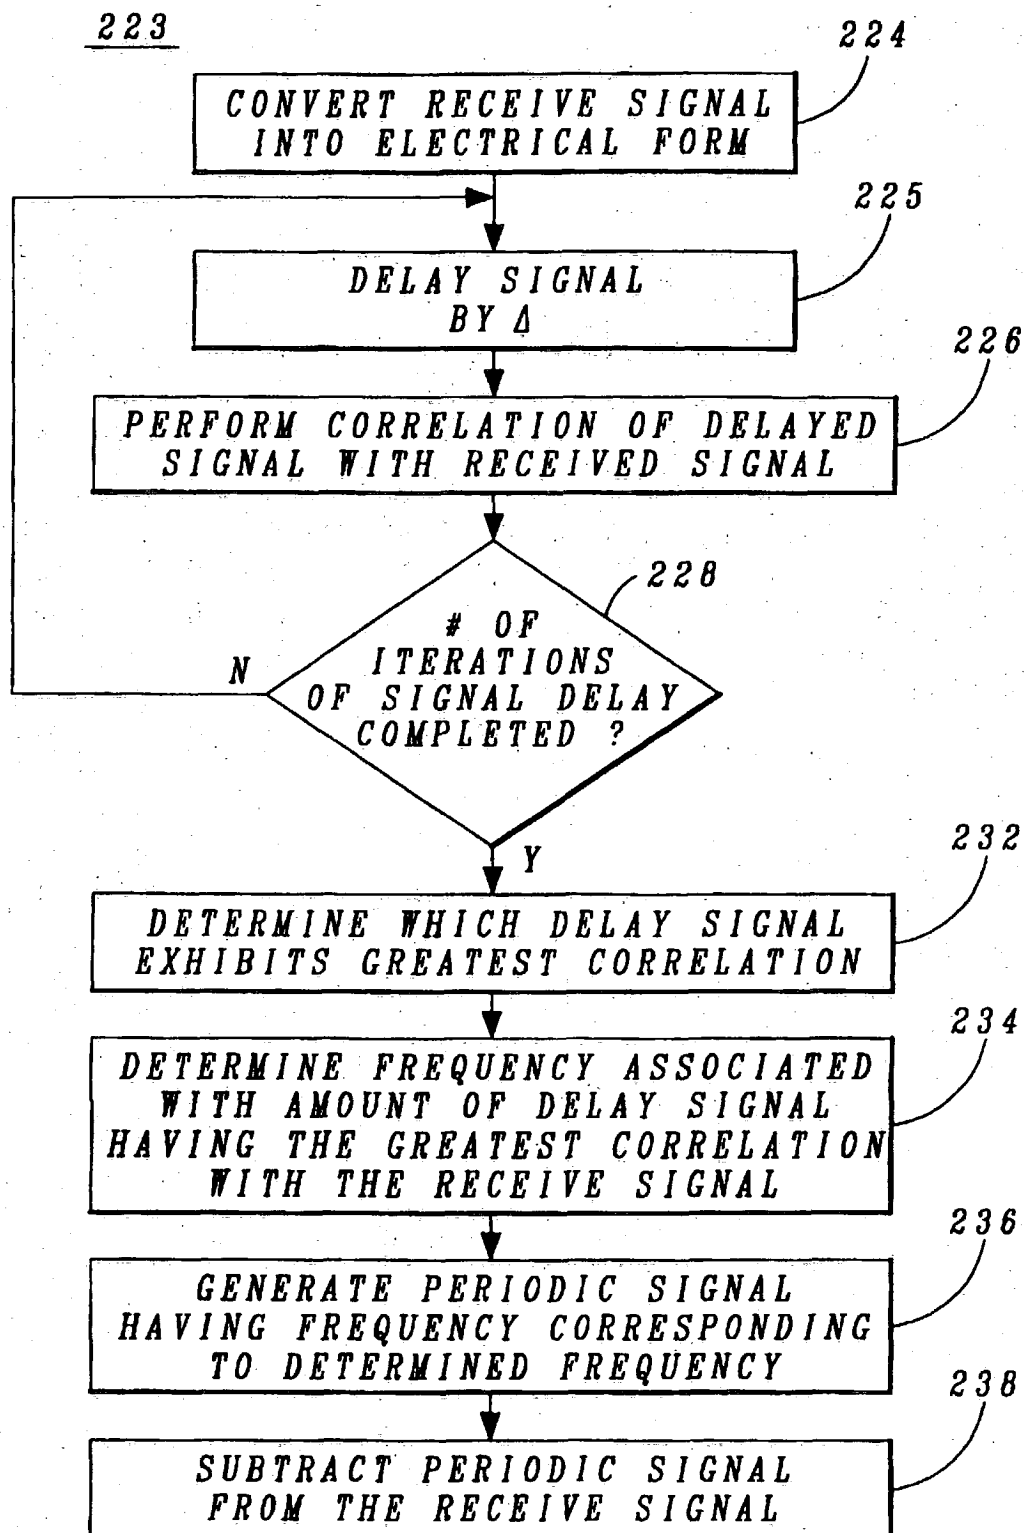 223
224
CONVERT RECEIVE SIGNAL
INTO ELECTRICAL FORM
225
DELAY SIGNAL
BY Δ
226
PERFORM CORRELATION OF DELAYED
SIGNAL WITH RECEIVED SIGNAL
228
# OF
ITERATIONS
OF SIGNAL DELAY
COMPLETED ?
N
Y
232
DETERMINE WHICH DELAY SIGNAL
EXHIBITS GREATEST CORRELATION
234
DETERMINE FREQUENCY ASSOCIATED
WITH AMOUNT OF DELAY SIGNAL
HAVING THE GREATEST CORRELATION
WITH THE RECEIVE SIGNAL
236
GENERATE PERIODIC SIGNAL
HAVING FREQUENCY CORRESPONDING
TO DETERMINED FREQUENCY
238
SUBTRACT PERIODIC SIGNAL
FROM THE RECEIVE SIGNAL